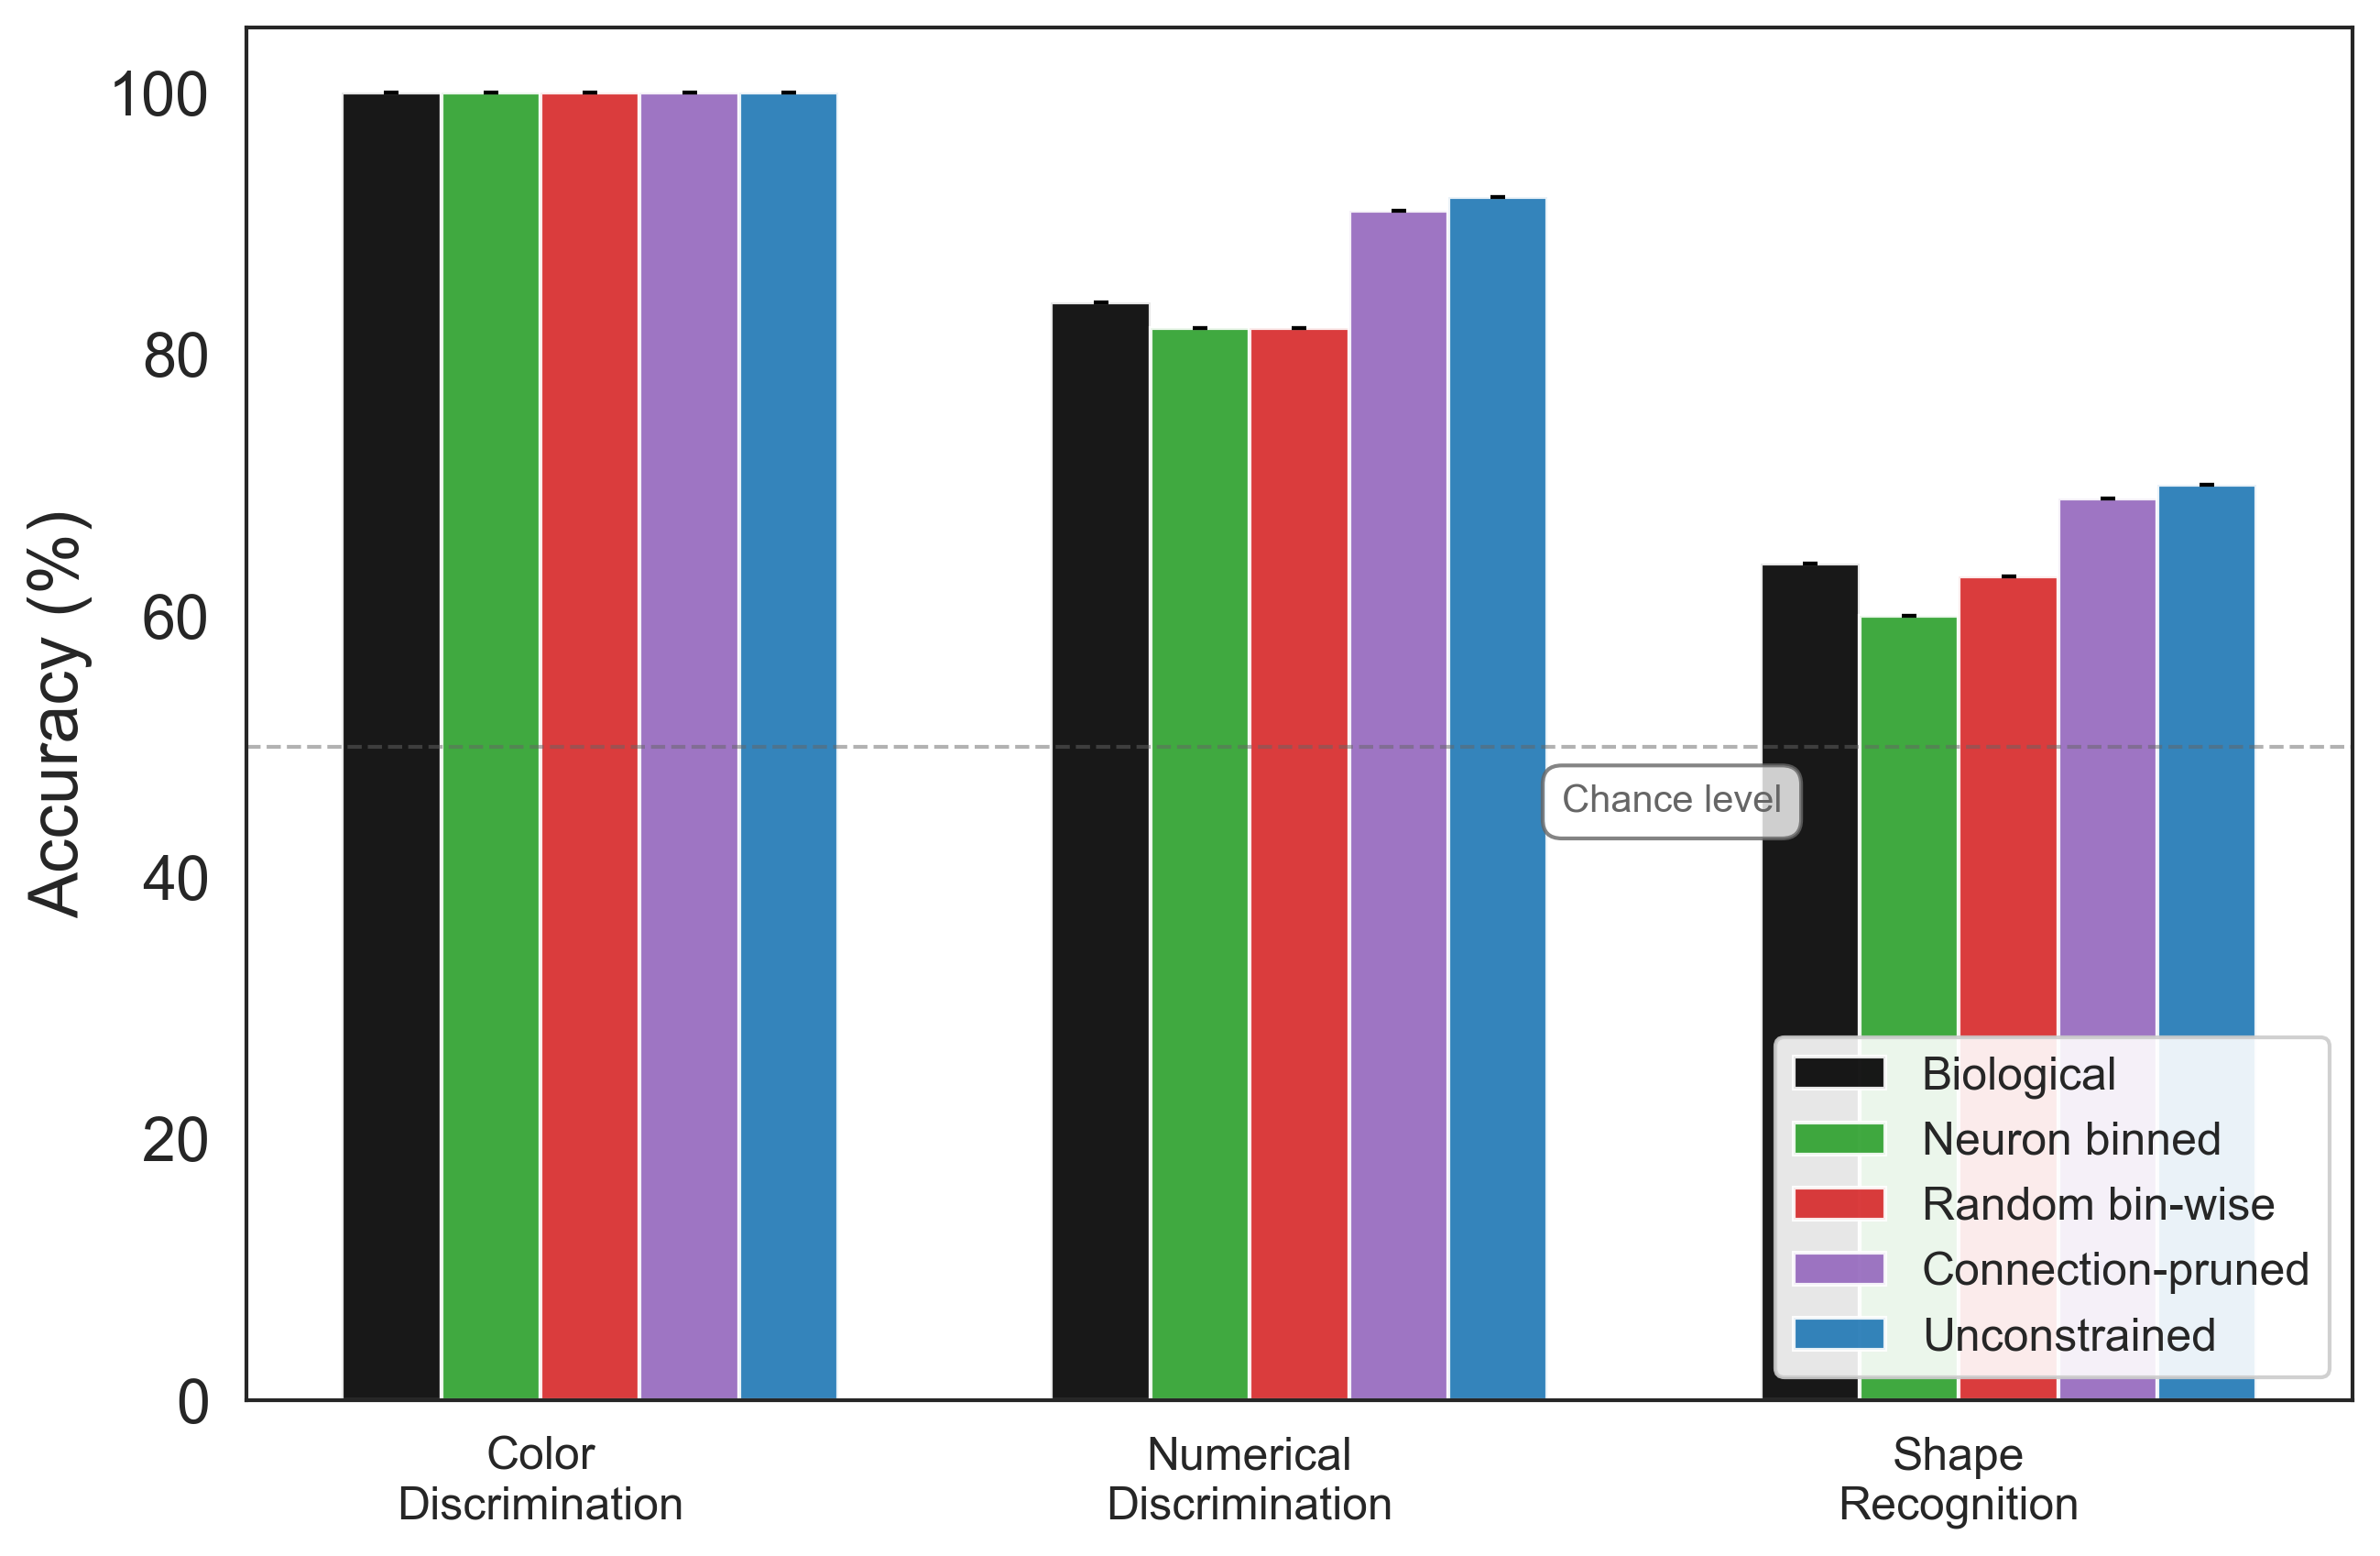 Accuracy (%)
100
80
60
40
20
0
Chance level
Biological
Neuron binned
Random bin-wise
Connection-pruned
Unconstrained
Color
Discrimination
Numerical
Discrimination
Shape
Recognition